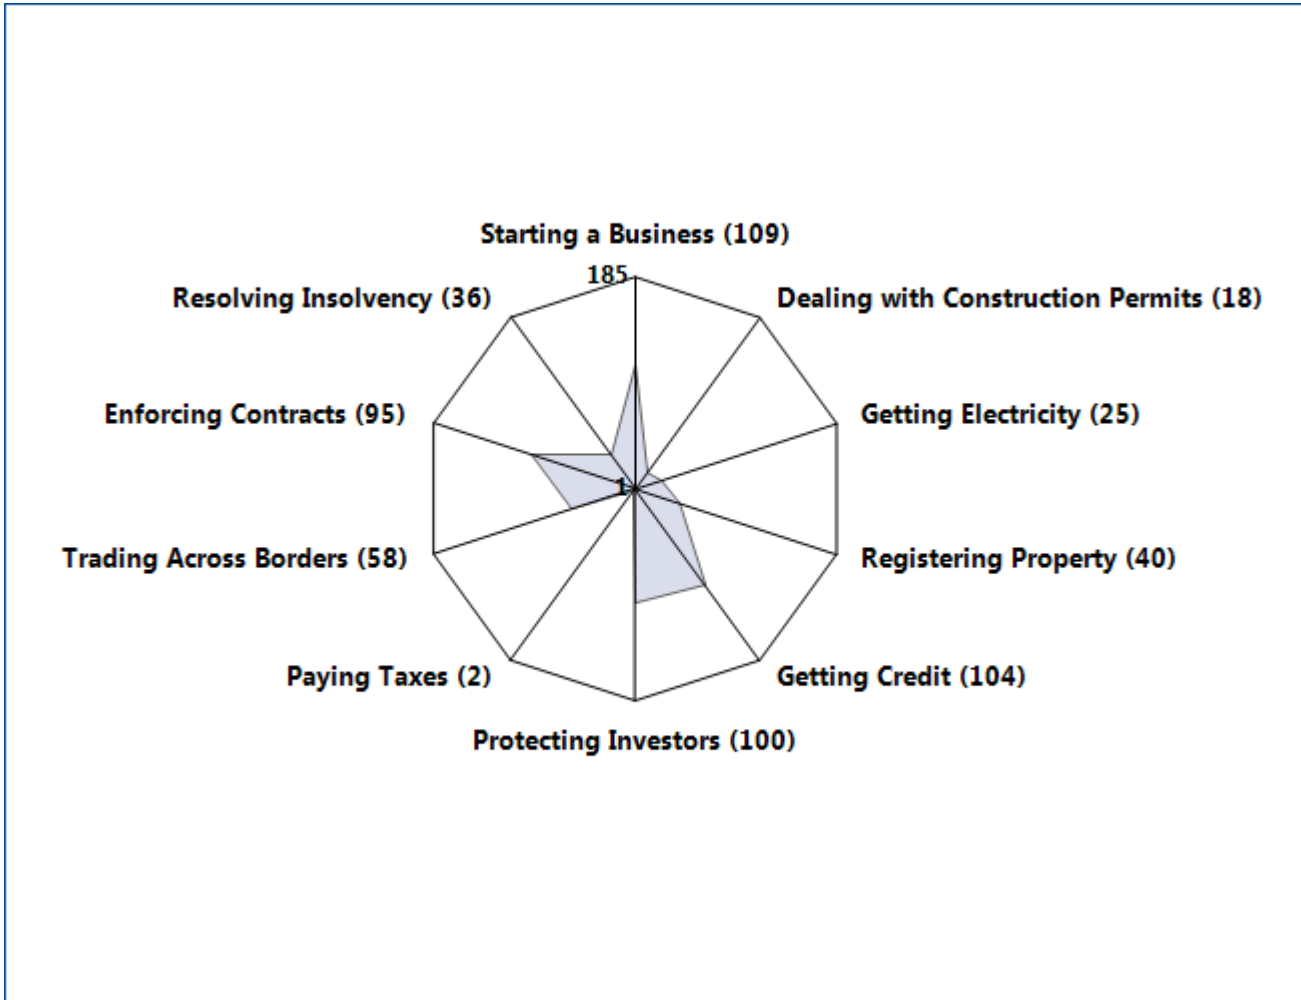 Starting a Business (109)
185
Resolving Insolvency (36)
Dealing with Construction Permits (18)
Enforcing Contracts (95)
Getting Electricity (25)
1
Trading Across Borders (58)
Registering Property (40)
Paying Taxes (2)
Getting Credit (104)
Protecting Investors (100)